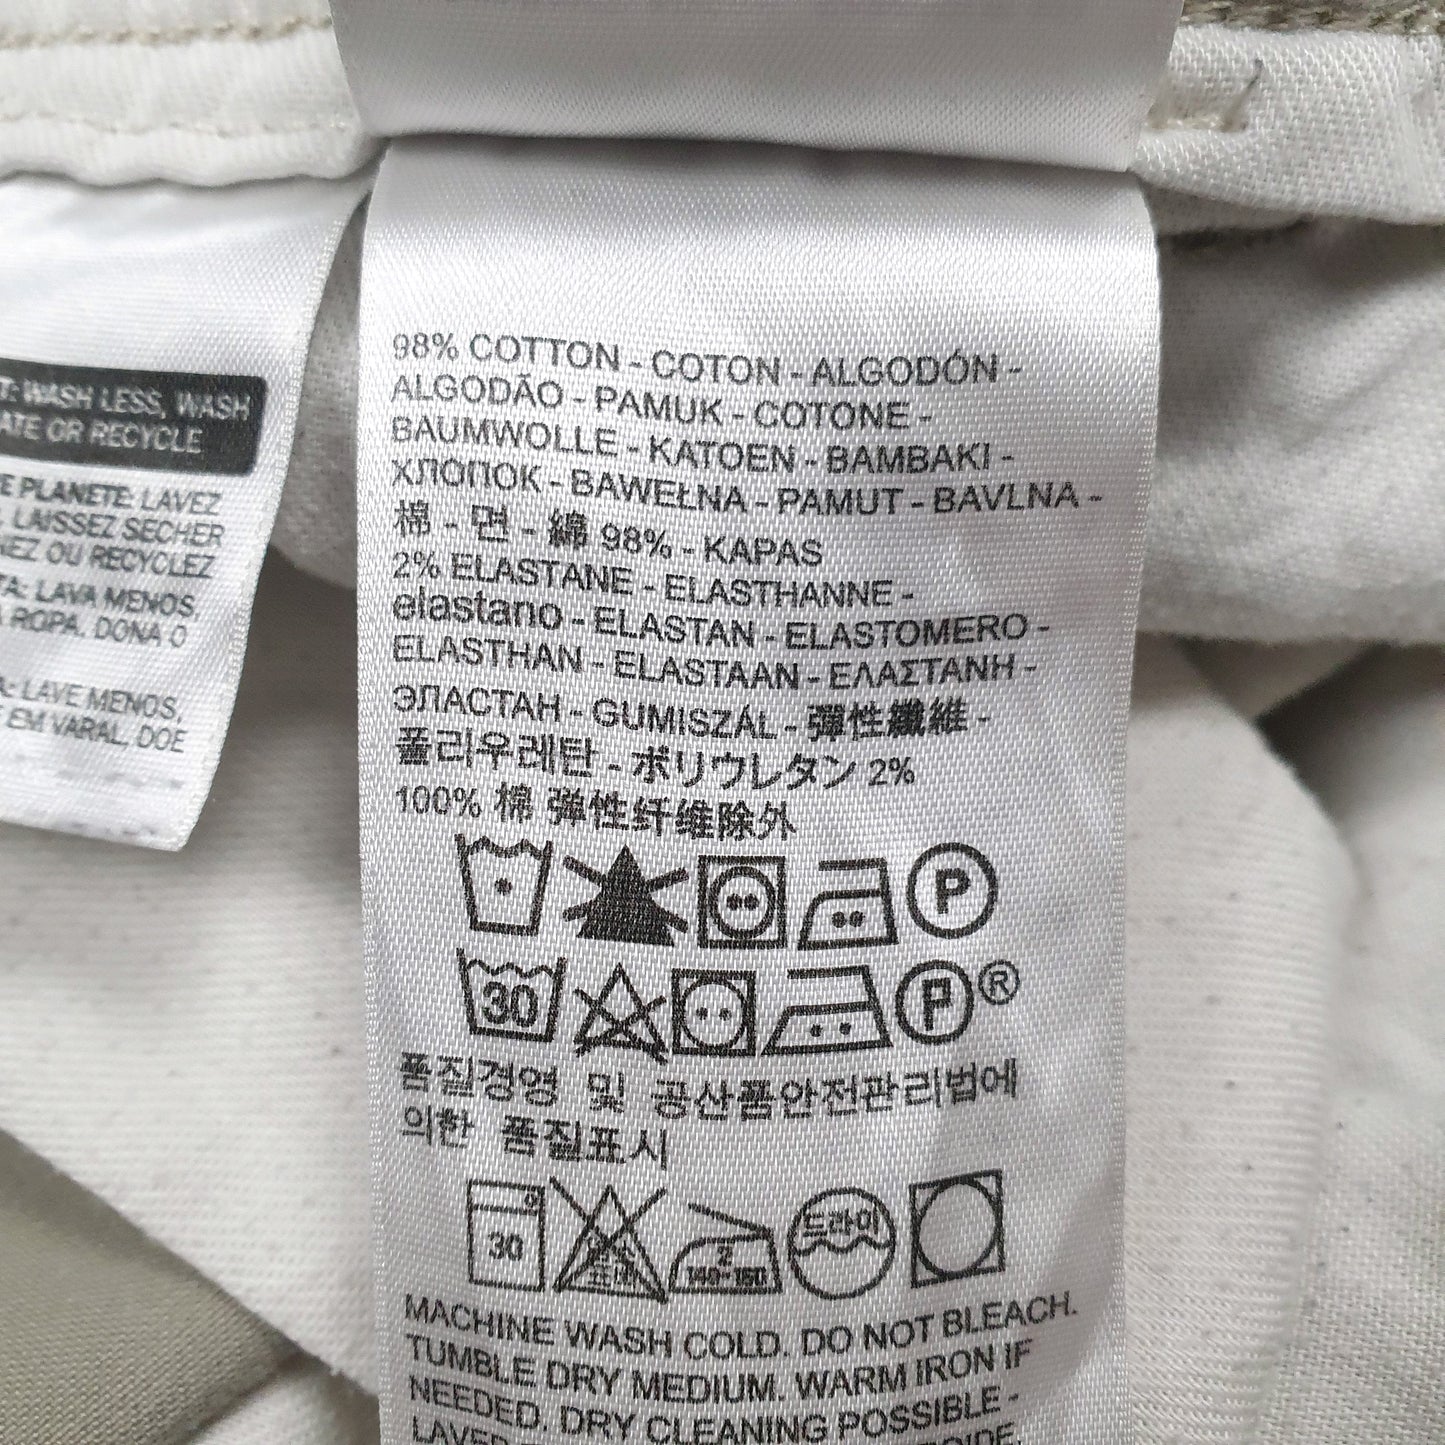 T: WASH LESS, WASH
ATE OR RECYCLE
E PLANETE: LAVEZ
, LAISSEZ SECHER
NEZ OU RECYCLEZ
TA: LAVA MENOS,
A ROPA, DONA O
A: LAVE MENOS,
EM VARAL, DOE
98% COTTON - COTON - ALGODÓN -
ALGODÃO - PAMUK - COTONE -
BAUMWOLLE - KATOEN - BAMBAKI -
ХЛОПОК - BAWEŁNA - PAMUT - BAVLNA -
棉 - 면 - 綿 98% - KAPAS
2% ELASTANE - ELASTHANNE -
elastano - ELASTAN - ELASTOMERO -
ELASTHAN - ELASTAAN - ΕΛΑΣΤΑΝΗ -
ЭЛАСТАН - GUMISZÁL - 彈性纖維 -
폴리우레탄 - ポリウレタン 2%
100% 棉 弹性纤维除外
P
30 P ®
품질경영 및 공산품안전관리법에
의한 품질표시
30 염소 표백 2 140-160 드라이
MACHINE WASH COLD. DO NOT BLEACH.
TUMBLE DRY MEDIUM. WARM IRON IF
NEEDED. DRY CLEANING POSSIBLE -
LAVER